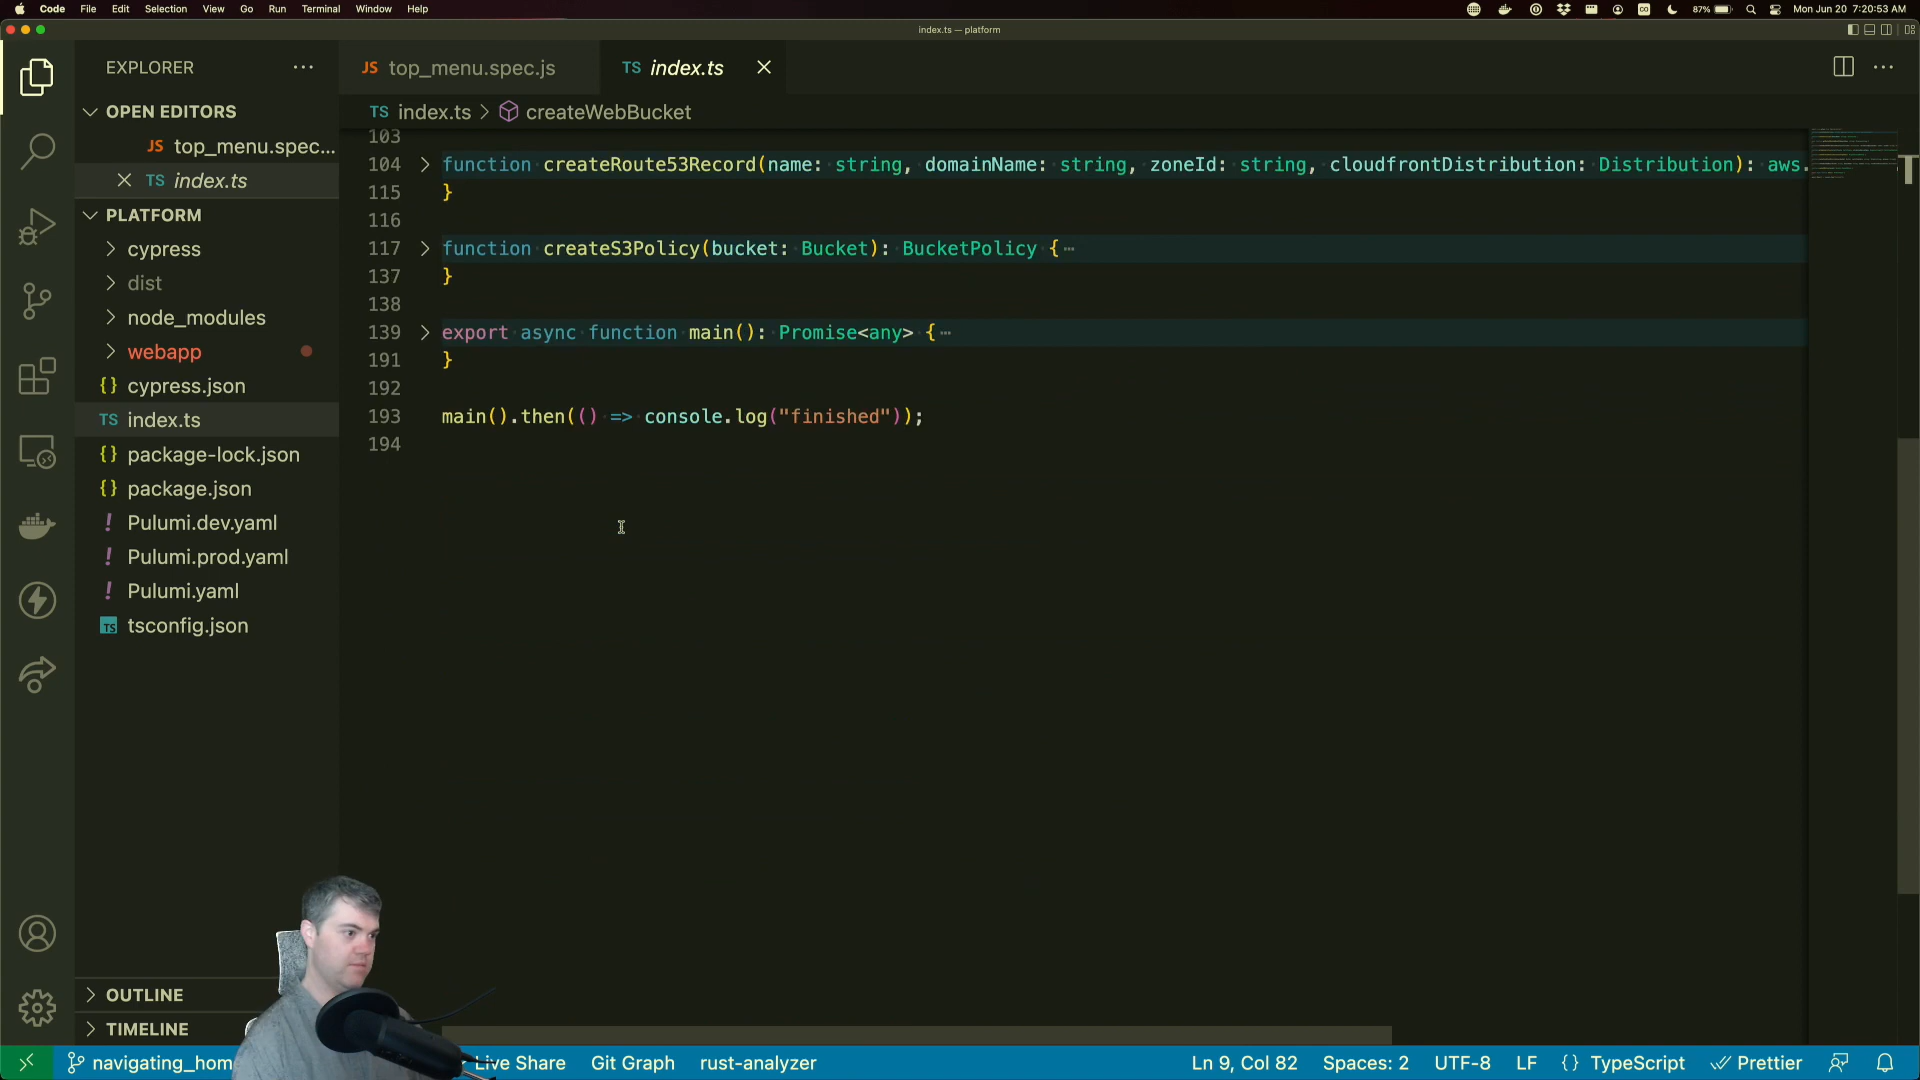 Code File Edit Selection View Go Run Terminal Window Help 87% Mon Jun 20 7:20:53 AM
index.ts — platform
EXPLORER
JS top_menu.spec.js
TS index.ts
OPEN EDITORS
TS index.ts > createWebBucket
JS top_menu.spec...
TS index.ts
PLATFORM
cypress
dist
node_modules
webapp
{} cypress.json
TS index.ts
{} package-lock.json
{} package.json
! Pulumi.dev.yaml
! Pulumi.prod.yaml
! Pulumi.yaml
TS tsconfig.json
OUTLINE
TIMELINE
103
104 function createRoute53Record(name: string, domainName: string, zoneId: string, cloudfrontDistribution: Distribution): aws.
115 }
116
117 function createS3Policy(bucket: Bucket): BucketPolicy {⋯
137 }
138
139 export async function main(): Promise<any> {⋯
191 }
192
193 main().then(() => console.log("finished"));
194
navigating_hom Live Share Git Graph rust-analyzer Ln 9, Col 82 Spaces: 2 UTF-8 LF {} TypeScript Prettier